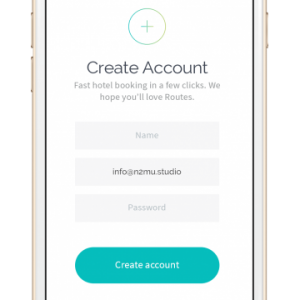 Create Account
Fast hotel booking in a few clicks. We
hope you'll love Routes.
Name
info@n2mu.studio
Password
Create account